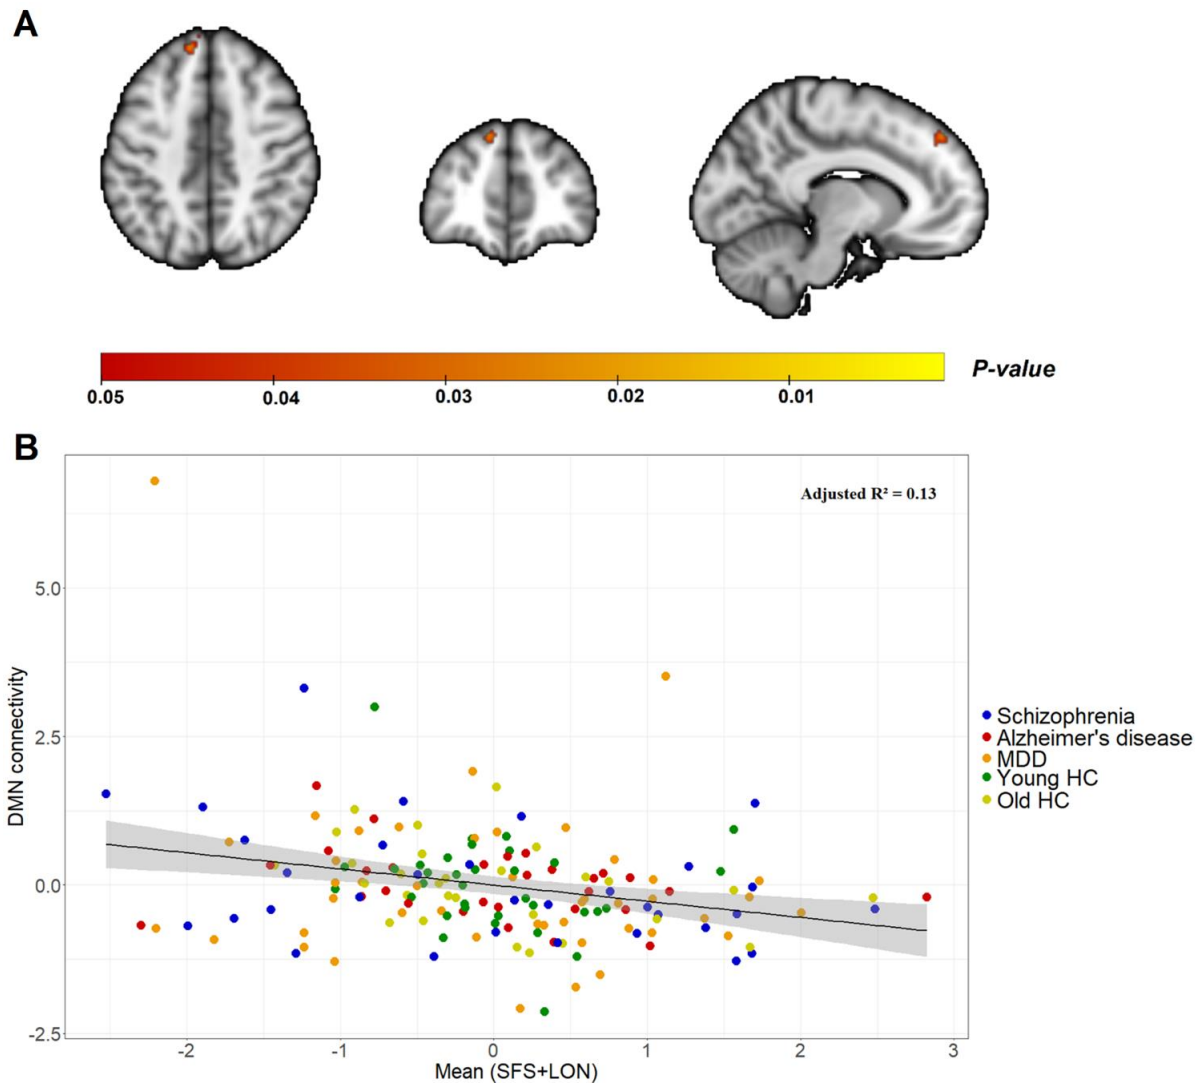 A
P-value
0.05 0.04 0.03 0.02 0.01
B
Adjusted R² = 0.13
5.0
2.5
0.0
-2.5
DMN connectivity
-2 -1 0 1 2 3
Mean (SFS+LON)
Schizophrenia
Alzheimer's disease
MDD
Young HC
Old HC